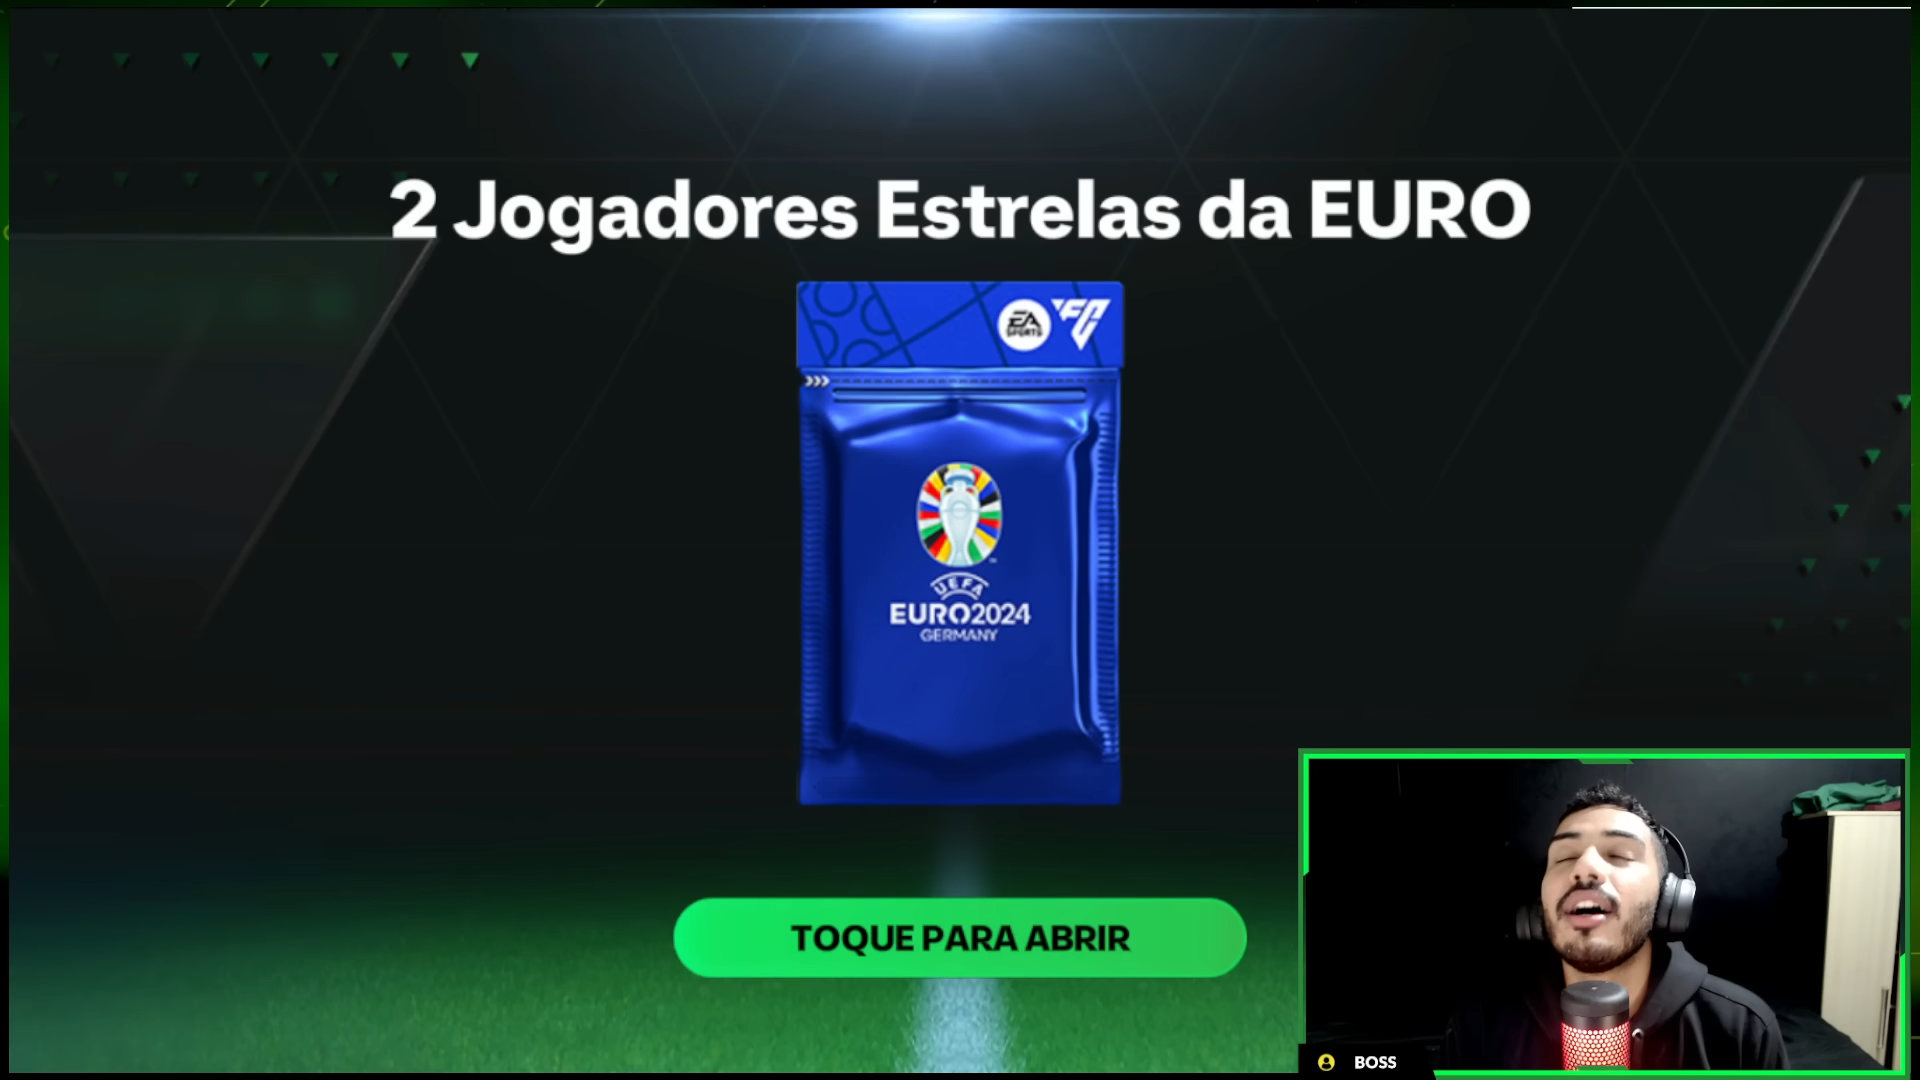 2 Jogadores Estrelas da EURO
EA
SPORTS
FC
UEFA
EURO2024
GERMANY
TOQUE PARA ABRIR
BOSS